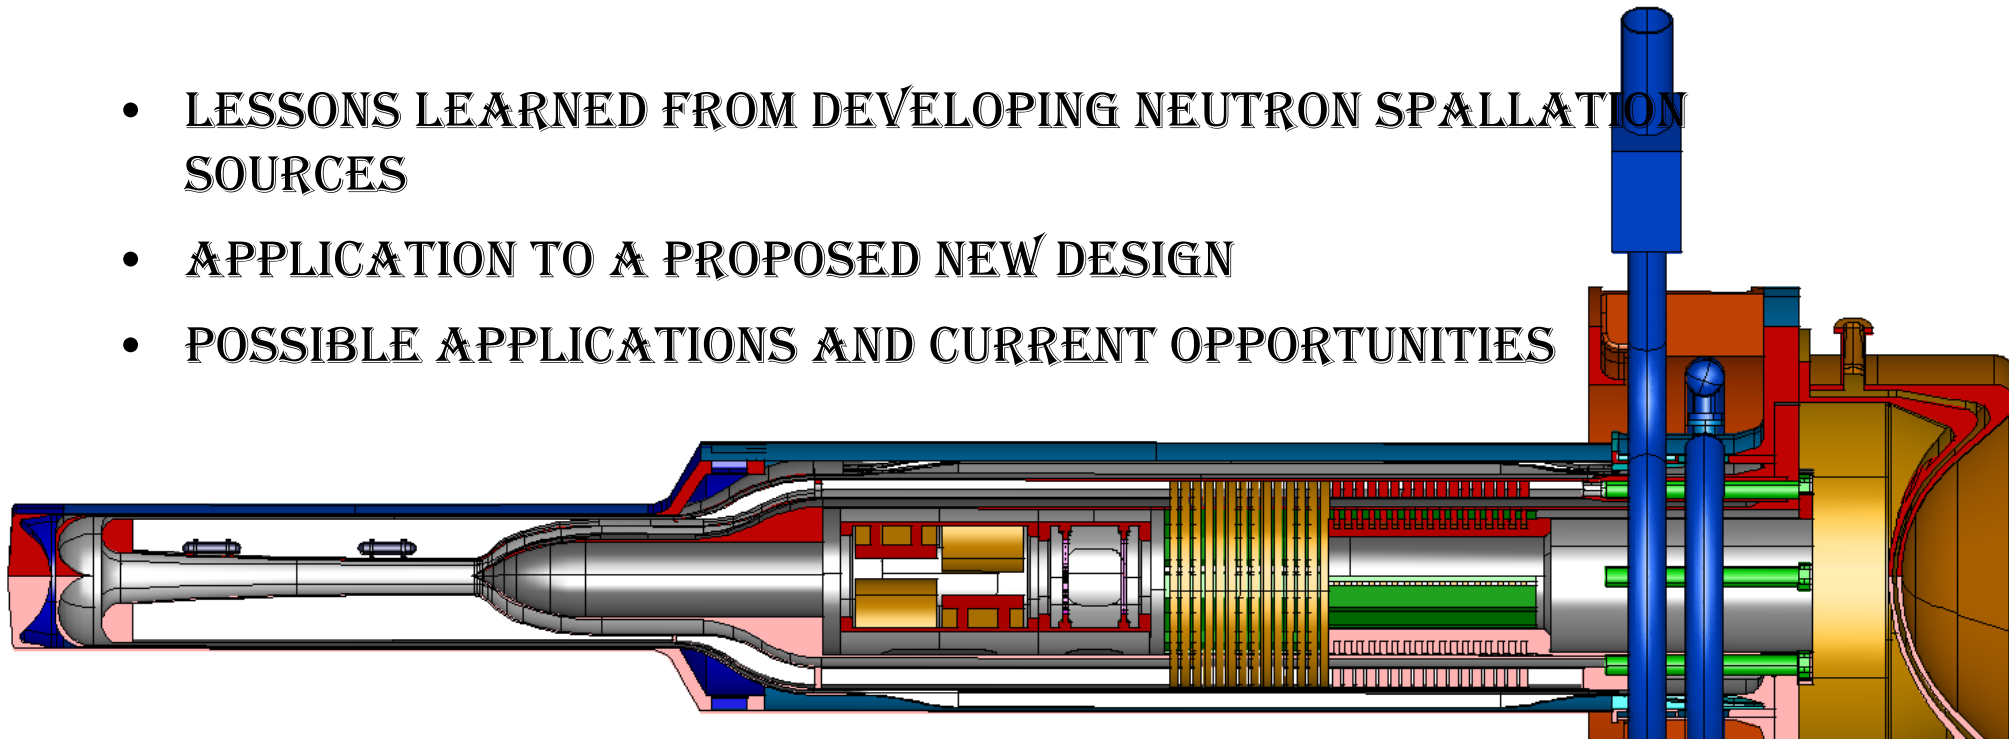 • LESSONS LEARNED FROM DEVELOPING NEUTRON SPALLATION
SOURCES
• APPLICATION TO A PROPOSED NEW DESIGN
• POSSIBLE APPLICATIONS AND CURRENT OPPORTUNITIES